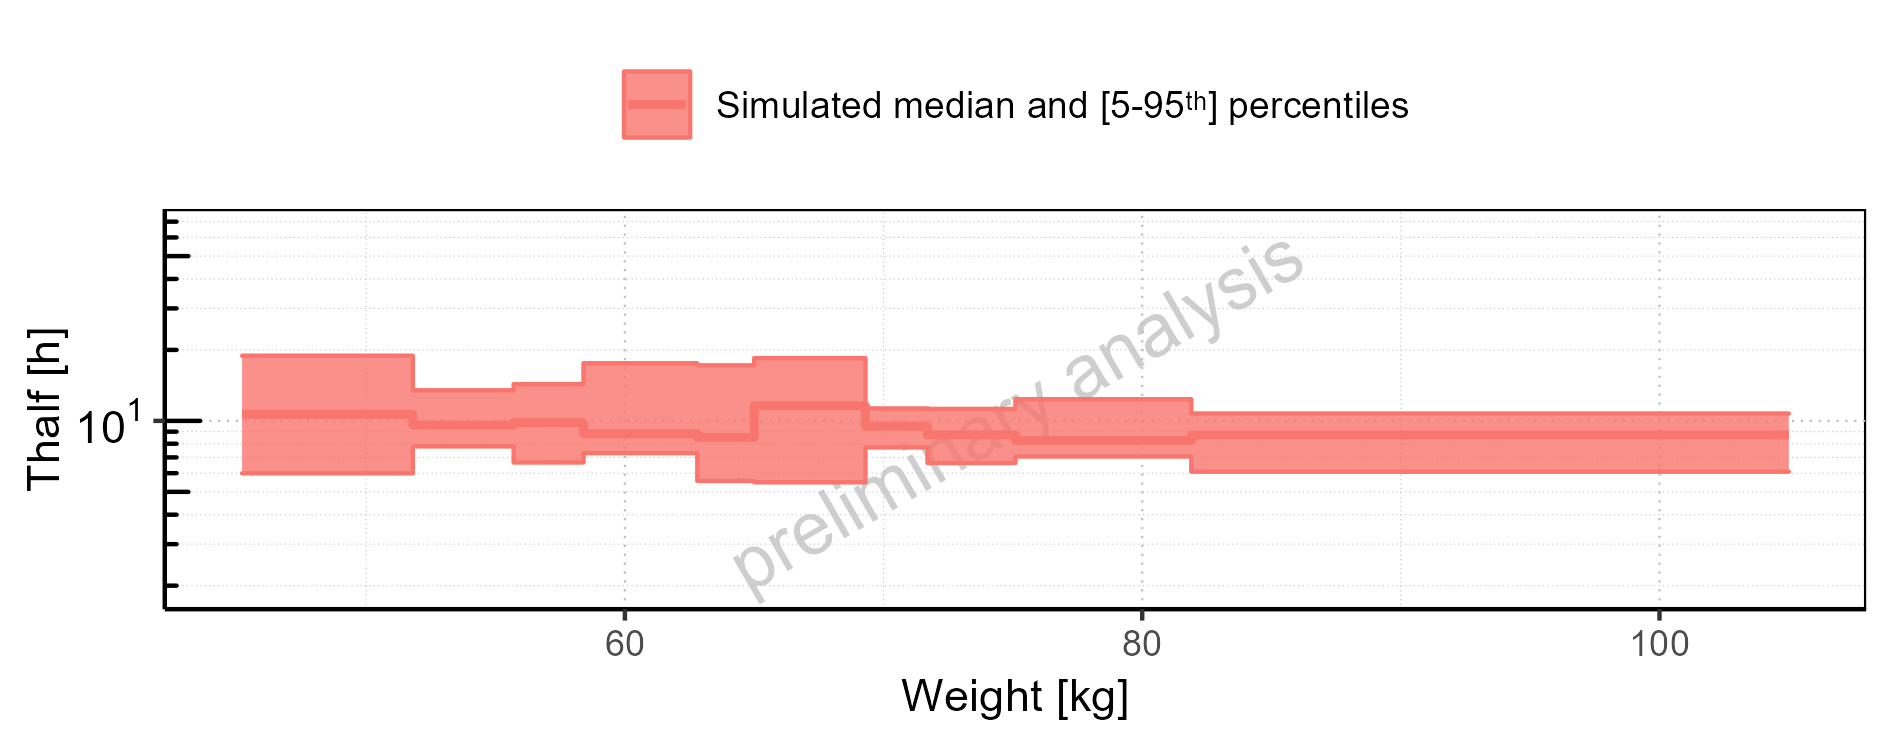 Simulated median and [5-95th] percentiles
Thalf [h]
10¹
preliminary analysis
60 80 100
Weight [kg]